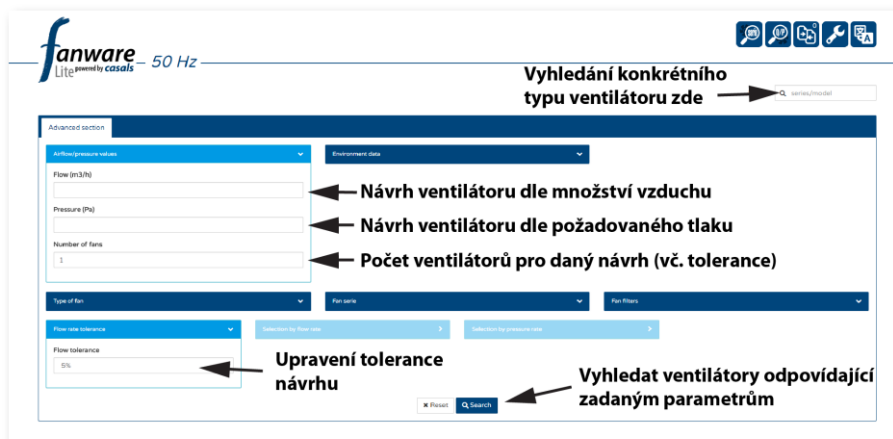 fanware
Lite powered by casals
50 Hz
Vyhledání konkrétního
typu ventilátoru zde
series/model
Advanced section
Airflow/pressure values
Environment data
Flow (m3/h)
Návrh ventilátoru dle množství vzduchu
Pressure (Pa)
Návrh ventilátoru dle požadovaného tlaku
Number of fans
1
Počet ventilátorů pro daný návrh (vč. tolerance)
Type of fan
Fan serie
Fan filters
Flow rate tolerance
Selection by flow rate
Selection by pressure rate
Flow tolerance
5%
Upravení tolerance
návrhu
Vyhledat ventilátory odpovídající
zadaným parametrům
Reset
Search